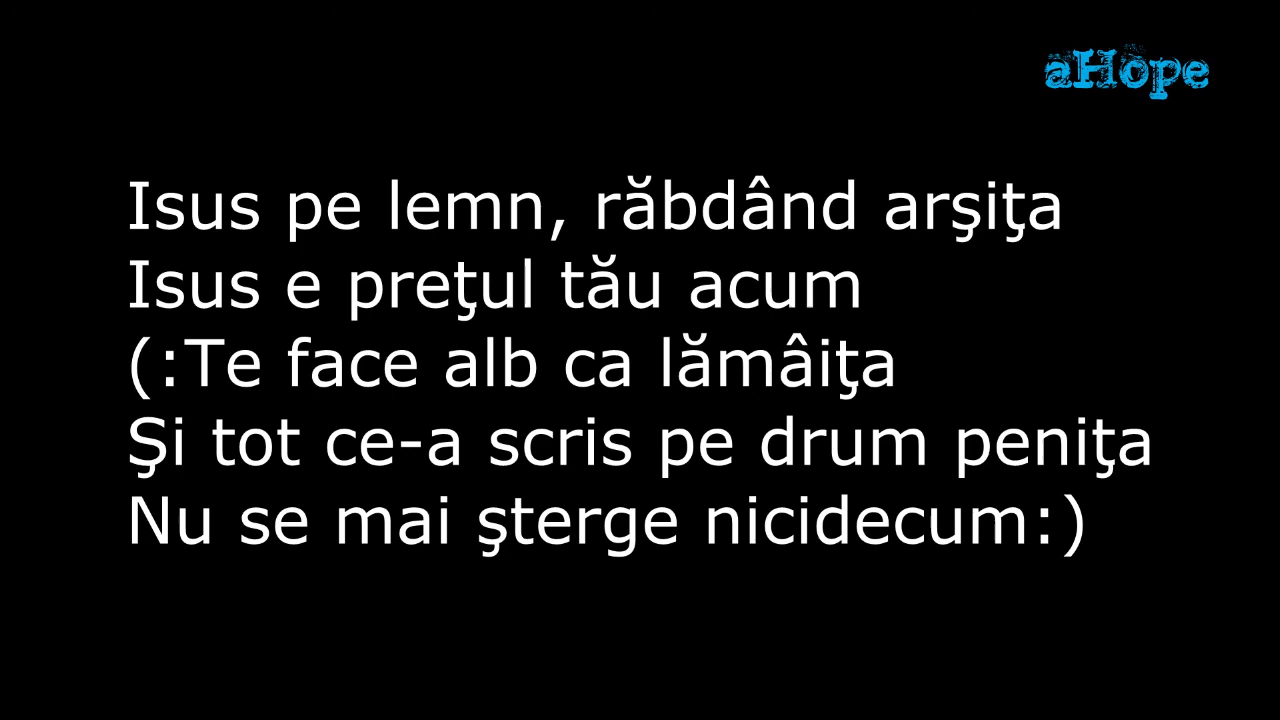 aHope
Isus pe lemn, răbdând arşiţa
Isus e preţul tău acum
(:Te face alb ca lămâiţa
Şi tot ce-a scris pe drum peniţa
Nu se mai şterge nicidecum:)